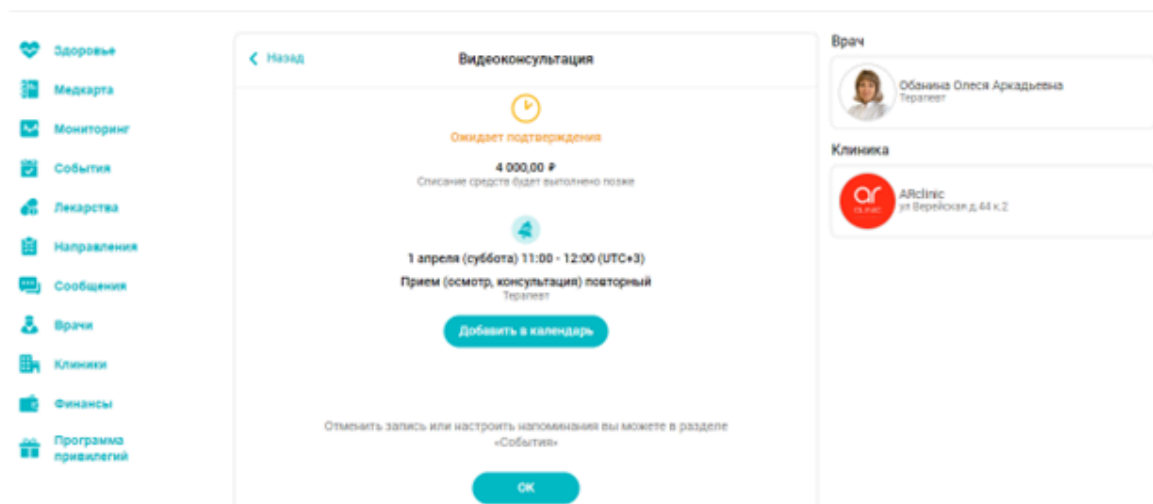 Здоровье
Медкарта
Мониторинг
События
Лекарства
Направления
Сообщения
Врачи
Клиники
Финансы
Программа
привилегий
Назад
Видеоконсультация
Ожидает подтверждения
4 000,00 ₽
Списание средств будет выполнено позже
1 апреля (суббота) 11:00 - 12:00 (UTC+3)
Прием (осмотр, консультация) повторный
Терапевт
Добавить в календарь
Отменить запись или настроить напоминания вы можете в разделе
«События»
ОК
Врач
Обанина Олеся Аркадьевна
Терапевт
Клиника
ar
CLINIC
ARclinic
ул Верейская д.44 к.2